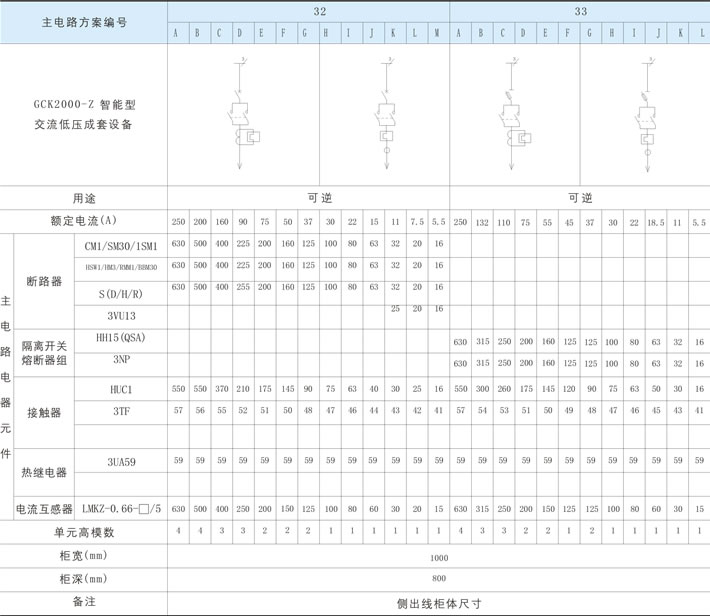 主电路方案编号 32 33
A B C D E F G H I J K L M A B C D E F G H I J K L
GCK2000-Z 智能型
交流低压成套设备
用途 可逆 可逆
额定电流(A) 250 200 160 90 75 50 37 30 22 15 11 7.5 5.5 250 132 110 75 55 45 37 30 22 18.5 11 5.5
主电路电器元件
断路器
CM1/SM30/1SM1 630 500 400 225 200 160 125 100 80 63 32 20 16
HSW1/HM3/RMM1/BBM30 630 500 400 225 200 160 125 100 80 63 32 20 16
S(D/H/R) 630 500 400 255 200 160 125 100 80 63 32 20 16
3VU13 25 20 16
隔离开关
熔断器组
HH15(QSA) 630 315 250 200 160 125 125 100 80 63 32 16
3NP 630 315 250 200 160 125 125 100 80 63 32 16
接触器
HUC1 550 550 370 210 175 145 90 75 63 40 30 25 16 550 300 260 175 145 120 90 75 63 50 30 16
3TF 57 56 55 52 51 50 48 47 46 44 43 42 41 57 54 53 51 50 49 48 47 46 45 43 41
热继电器
3UA59 59 59 59 59 59 59 59 59 59 59 59 59 59 59 59 59 59 59 59 59 59 59 59 59 59
电流互感器 LMKZ-0.66-□/5 630 500 400 250 200 150 125 100 80 60 30 20 15 630 315 250 200 150 125 125 100 80 60 30 15
单元高模数 4 4 3 3 2 2 2 1 1 1 1 1 1 4 3 3 2 2 1 2 1 1 1 1 1
柜宽(mm) 1000
柜深(mm) 800
备注 侧出线柜体尺寸